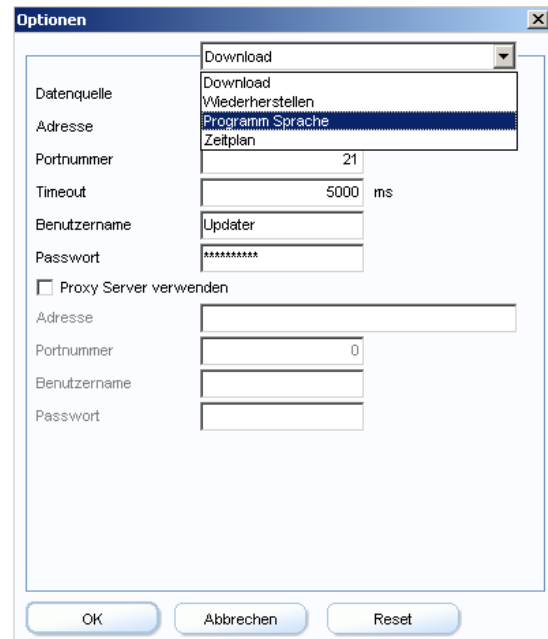 Optionen
Download
Download
Datenquelle
Wiederherstellen
Adresse
Programm Sprache
Zeitplan
Portnummer 21
Timeout 5000 ms
Benutzername Updater
Passwort **********
Proxy Server verwenden
Adresse
Portnummer 0
Benutzername
Passwort
OK Abbrechen Reset